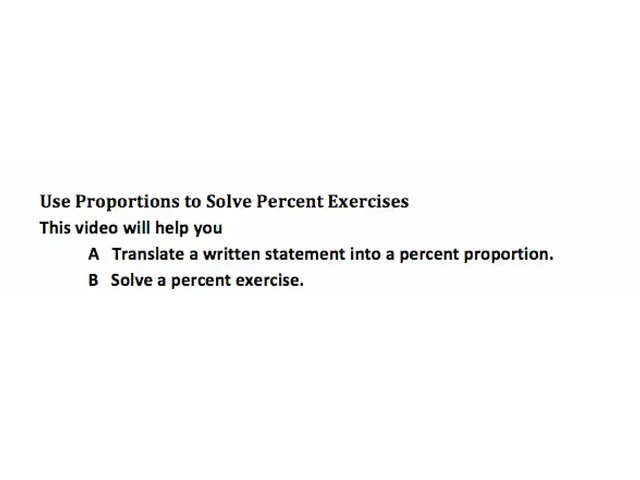 Use Proportions to Solve Percent Exercises
This video will help you
A Translate a written statement into a percent proportion.
B Solve a percent exercise.